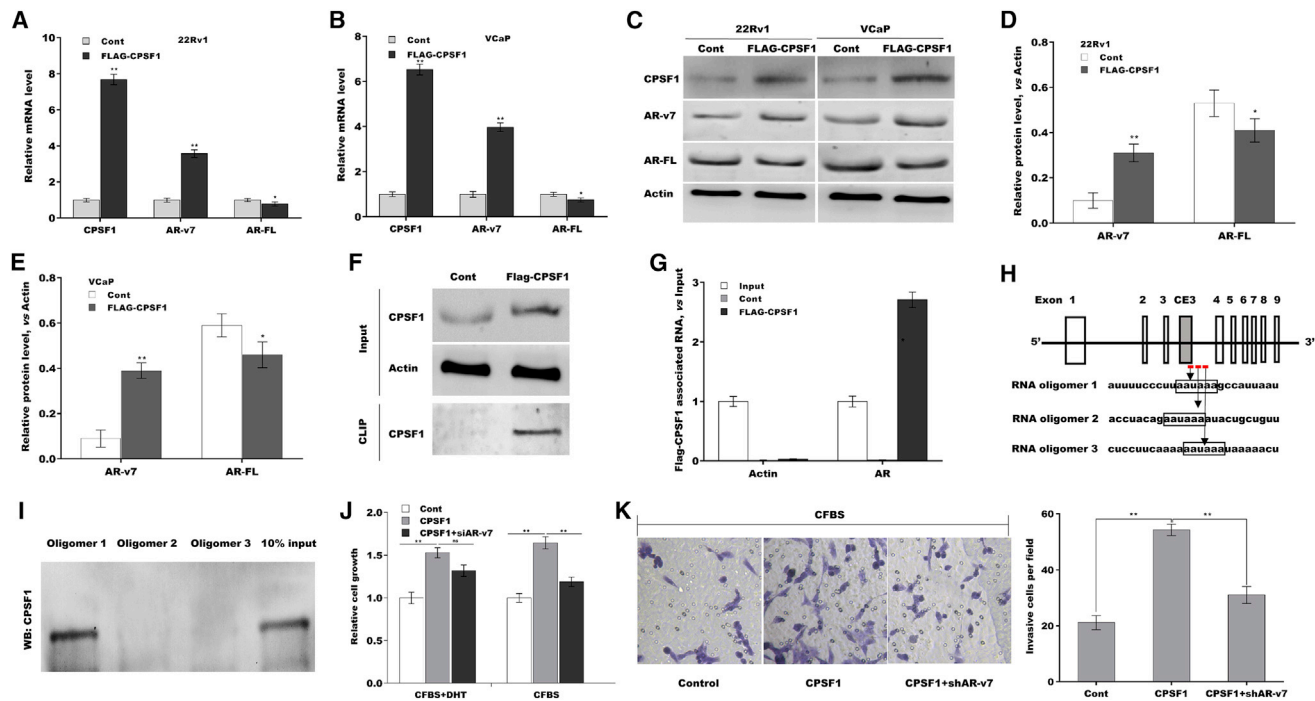 A
Cont
FLAG-CPSF1
22Rv1
Relative mRNA level
10
8
6
4
2
0
**
**
*
CPSF1
AR-v7
AR-FL
B
Cont
FLAG-CPSF1
VCaP
Relative mRNA level
8
6
4
2
0
**
**
*
CPSF1
AR-v7
AR-FL
C
22Rv1
VCaP
Cont FLAG-CPSF1 Cont FLAG-CPSF1
CPSF1
AR-v7
AR-FL
Actin
D
22Rv1
Cont
FLAG-CPSF1
Relative protein level, vs Actin
0.8
0.6
0.4
0.2
0.0
**
*
AR-v7
AR-FL
E
VCaP
Cont
FLAG-CPSF1
Relative protein level, vs Actin
0.8
0.6
0.4
0.2
0.0
**
*
AR-v7
AR-FL
F
Cont Flag-CPSF1
Input
CPSF1
Actin
CLIP
CPSF1
G
Input
Cont
FLAG-CPSF1
Flag-CPSF1 associated RNA, vs Input
3
2
1
0
Actin
AR
H
Exon 1 2 3 CE3 4 5 6 7 8 9
5' 3'
RNA oligomer 1 auuuucccuuaauaaagccauuaau
RNA oligomer 2 accuacagaauaaauacugcuguu
RNA oligomer 3 cuccuucaaaaaauaaauaaaaacu
I
Oligomer 1 Oligomer 2 Oligomer 3 10% input
WB: CPSF1
J
Cont
CPSF1
CPSF1+siAR-v7
Relative cell growth
2.0
1.5
1.0
0.5
0.0
** ns
** **
CFBS+DHT
CFBS
K
CFBS
Control
CPSF1
CPSF1+shAR-v7
Invasive cells per field
60
40
20
0
** **
Cont
CPSF1
CPSF1+shAR-v7